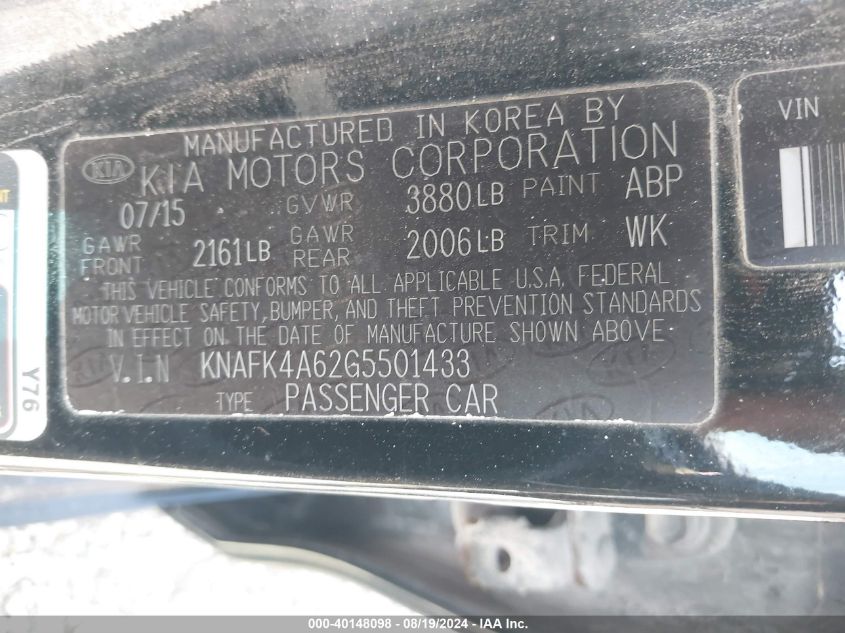 MANUFACTURED IN KOREA BY
KIA KIA MOTORS CORPORATION
07/15 GVWR 3880LB PAINT ABP
GAWR FRONT 2161LB GAWR REAR 2006LB TRIM WK
THIS VEHICLE CONFORMS TO ALL APPLICABLE U.S.A. FEDERAL
MOTOR VEHICLE SAFETY, BUMPER, AND THEFT PREVENTION STANDARDS
IN EFFECT ON THE DATE OF MANUFACTURE SHOWN ABOVE
V.I.N KNAFK4A62G5501433
TYPE PASSENGER CAR
VIN
Y76
000-40148098 - 08/19/2024 - IAA Inc.